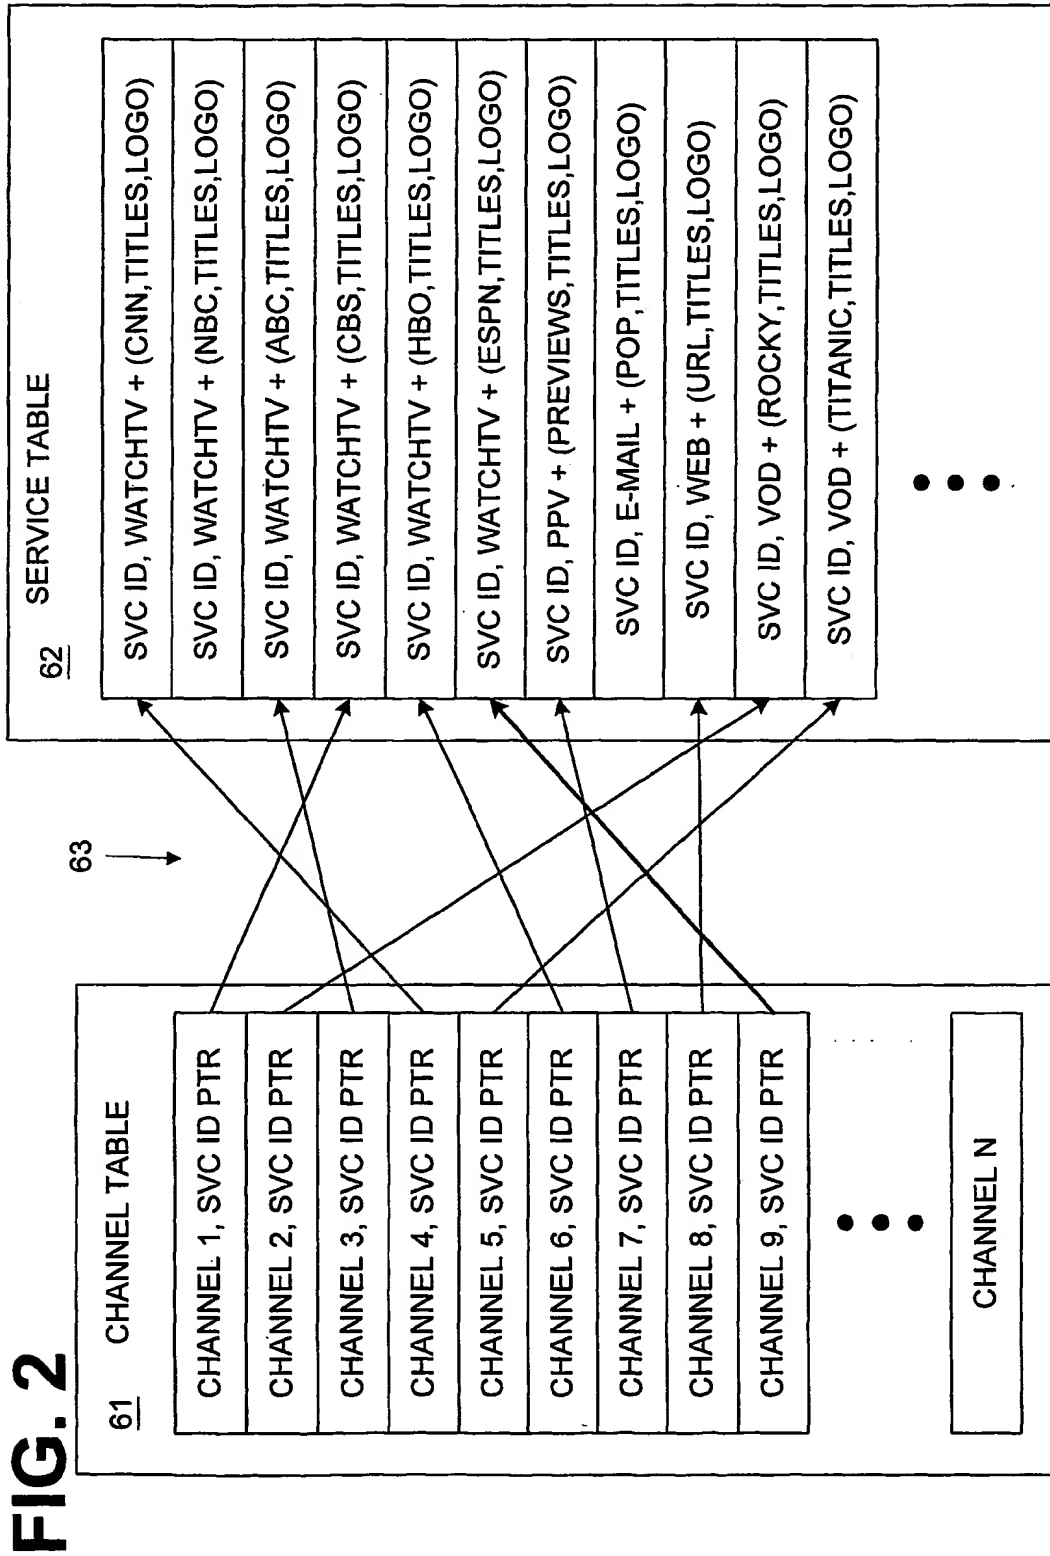 FIG. 2
61
CHANNEL TABLE
CHANNEL 1, SVC ID PTR
CHANNEL 2, SVC ID PTR
CHANNEL 3, SVC ID PTR
CHANNEL 4, SVC ID PTR
CHANNEL 5, SVC ID PTR
CHANNEL 6, SVC ID PTR
CHANNEL 7, SVC ID PTR
CHANNEL 8, SVC ID PTR
CHANNEL 9, SVC ID PTR
CHANNEL N
63
62
SERVICE TABLE
SVC ID, WATCHTV + (CNN,TITLES,LOGO)
SVC ID, WATCHTV + (NBC,TITLES,LOGO)
SVC ID, WATCHTV + (ABC,TITLES,LOGO)
SVC ID, WATCHTV + (CBS,TITLES,LOGO)
SVC ID, WATCHTV + (HBO,TITLES,LOGO)
SVC ID, WATCHTV + (ESPN,TITLES,LOGO)
SVC ID, PPV + (PREVIEWS,TITLES,LOGO)
SVC ID, E-MAIL + (POP,TITLES,LOGO)
SVC ID, WEB + (URL,TITLES,LOGO)
SVC ID, VOD + (ROCKY,TITLES,LOGO)
SVC ID, VOD + (TITANIC,TITLES,LOGO)